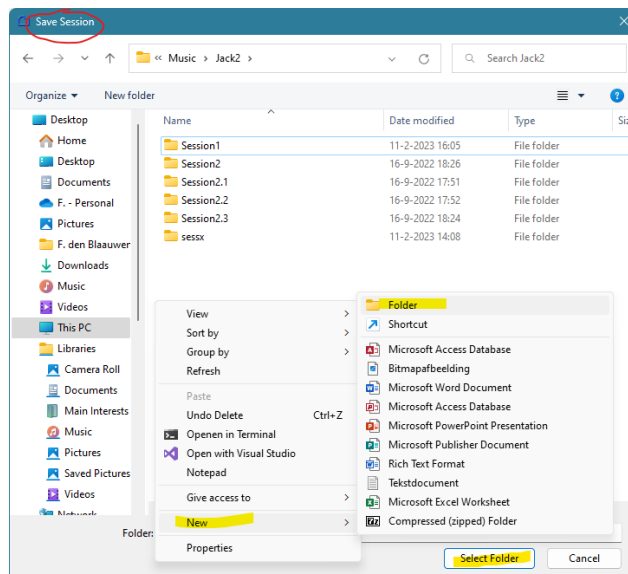 Save Session
« Music > Jack2 >
Search Jack2
Organize
New folder
Name
Date modified
Type
Desktop
Home
Desktop
Documents
F. - Personal
Pictures
F. den Blaauwer
Downloads
Music
Videos
This PC
Libraries
Camera Roll
Documents
Main Interests
Music
Pictures
Saved Pictures
Videos
Session1 11-2-2023 16:05 File folder
Session2 16-9-2022 18:26 File folder
Session2.1 16-9-2022 17:51 File folder
Session2.2 16-9-2022 17:52 File folder
Session2.3 16-9-2022 18:24 File folder
sessx 11-2-2023 14:08 File folder
View
Sort by
Group by
Refresh
Paste
Undo Delete Ctrl+Z
Openen in Terminal
Open with Visual Studio
Notepad
Give access to
New
Properties
Folder
Shortcut
Microsoft Access Database
Bitmapafbeelding
Microsoft Word Document
Microsoft Access Database
Microsoft PowerPoint Presentation
Microsoft Publisher Document
Rich Text Format
Tekstdocument
Microsoft Excel Worksheet
Compressed (zipped) Folder
Folder:
Select Folder
Cancel